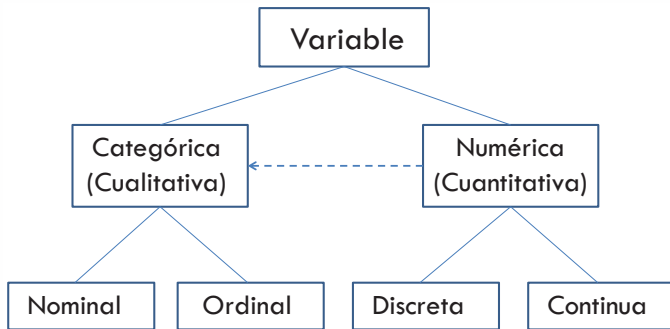 Variable
Categórica
(Cualitativa)
Numérica
(Cuantitativa)
Nominal
Ordinal
Discreta
Continua